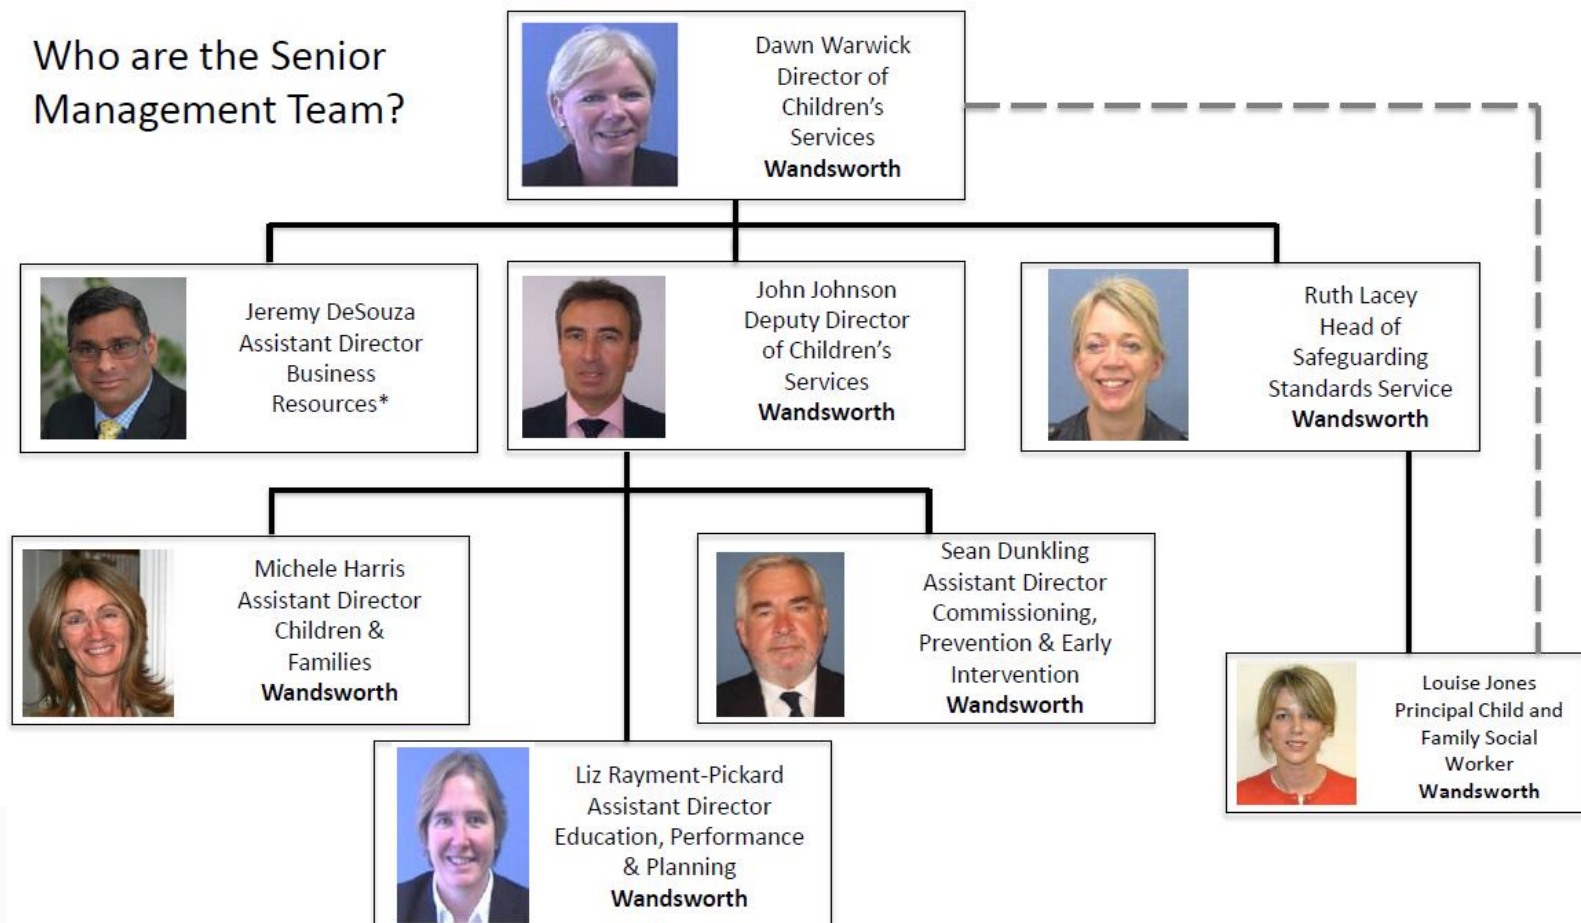 Who are the Senior
Management Team?
Dawn Warwick
Director of
Children's
Services
Wandsworth
Jeremy DeSouza
Assistant Director
Business
Resources*
John Johnson
Deputy Director
of Children's
Services
Wandsworth
Ruth Lacey
Head of
Safeguarding
Standards Service
Wandsworth
Michele Harris
Assistant Director
Children &
Families
Wandsworth
Sean Dunkling
Assistant Director
Commissioning,
Prevention & Early
Intervention
Wandsworth
Liz Rayment-Pickard
Assistant Director
Education, Performance
& Planning
Wandsworth
Louise Jones
Principal Child and
Family Social
Worker
Wandsworth